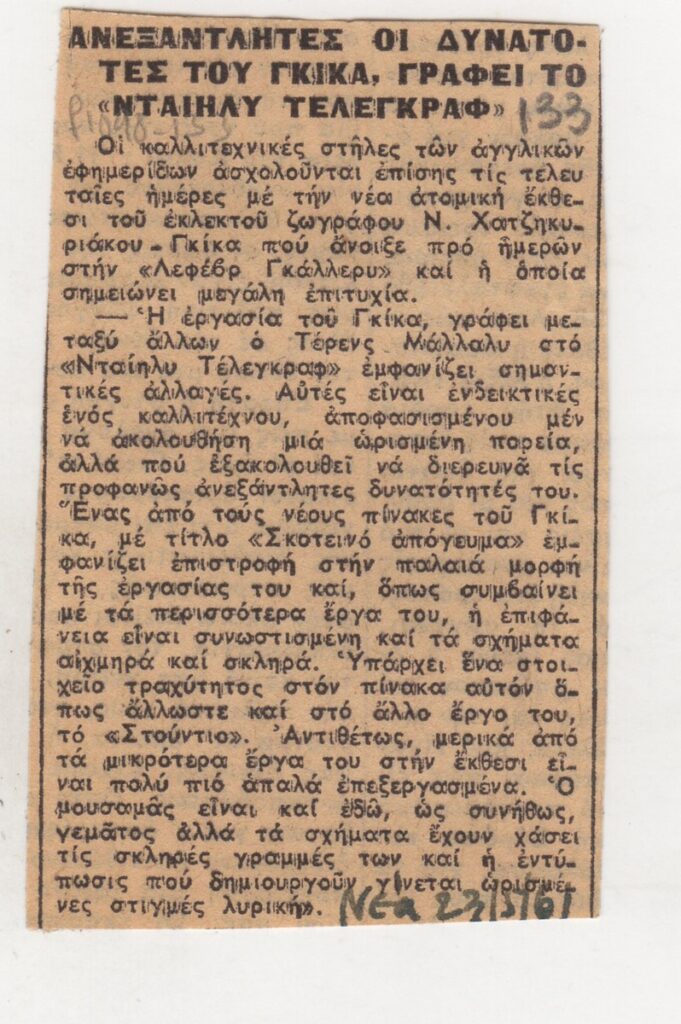 ΑΝΕΞΑΝΤΛΗΤΕΣ ΟΙ ΔΥΝΑΤΟ-
ΤΕΣ ΤΟΥ ΓΚΙΚΑ, ΓΡΑΦΕΙ ΤΟ
«ΝΤΑΙΗΛΥ ΤΕΛΕΓΚΡΑΦ» 133
Οἱ καλλιτεχνικές στῆλες τῶν ἀγγλικῶν
ἐφημερίδων ἀσχολοῦνται ἐπίσης τίς τελευ
ταῖες ἡμέρες μέ τήν νέα ἀτομική ἔκθε-
σι τοῦ ἐκλεκτοῦ ζωγράφου Ν. Χατζηκυ-
ριάκου - Γκίκα πού ἄνοιξε πρό ἡμερῶν
στήν «Λεφέβρ Γκάλλερυ» καί ἡ ὁποία
σημειώνει μεγάλη ἐπιτυχία.
— Ἡ ἐργασία τοῦ Γκίκα, γράφει με-
ταξύ ἄλλων ὁ Τέρενς Μάλλαλυ στό
«Νταίηλυ Τέλεγκραφ» ἐμφανίζει σημαν-
τικές ἀλλαγές. Αὐτές εἶναι ἐνδεικτικές
ἑνός καλλιτέχνου, ἀποφασισμένου μέν
νά ἀκολουθήση μιά ὡρισμένη πορεία,
ἀλλά πού ἐξακολουθεῖ νά διερευνᾶ τίς
προφανῶς ἀνεξάντλητες δυνατότητές του.
Ἕνας ἀπό τούς νέους πίνακες τοῦ Γκί-
κα, μέ τίτλο «Σκοτεινό ἀπόγευμα» ἐμ-
φανίζει ἐπιστροφή στήν παλαιά μορφή
τῆς ἐργασίας του καί, ὅπως συμβαίνει
μέ τά περισσότερα ἔργα του, ἡ ἐπιφά-
νεια εἶναι συνωστισμένη καί τά σχήματα
αἰχμηρά καί σκληρά. Ὑπάρχει ἕνα στοι-
χεῖο τραχύτητος στόν πίνακα αὐτόν ὅ-
πως ἄλλωστε καί στό ἄλλο ἔργο του,
τό «Στούντιο». Ἀντιθέτως, μερικά ἀπό
τά μικρότερα ἔργα του στήν ἔκθεσι εἶ-
ναι πολύ πιό ἁπαλά ἐπεξεργασμένα. Ὁ
μουσαμᾶς εἶναι καί ἐδῶ, ὡς συνήθως,
γεμᾶτος ἀλλά τά σχήματα ἔχουν χάσει
τίς σκληρές γραμμές των καί ἡ ἐντύ-
πωσις πού δημιουργοῦν γίνεται ὡρισμέ-
νες στιγμές λυρική». Νέα 23/5/61